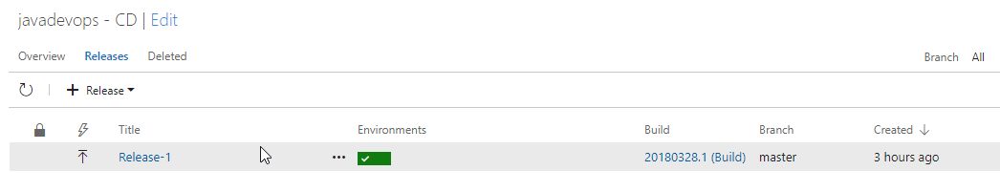 javadevops - CD | Edit
Overview Releases Deleted Branch All
+ Release
Title Environments Build Branch Created ↓
Release-1 ••• 20180328.1 (Build) master 3 hours ago